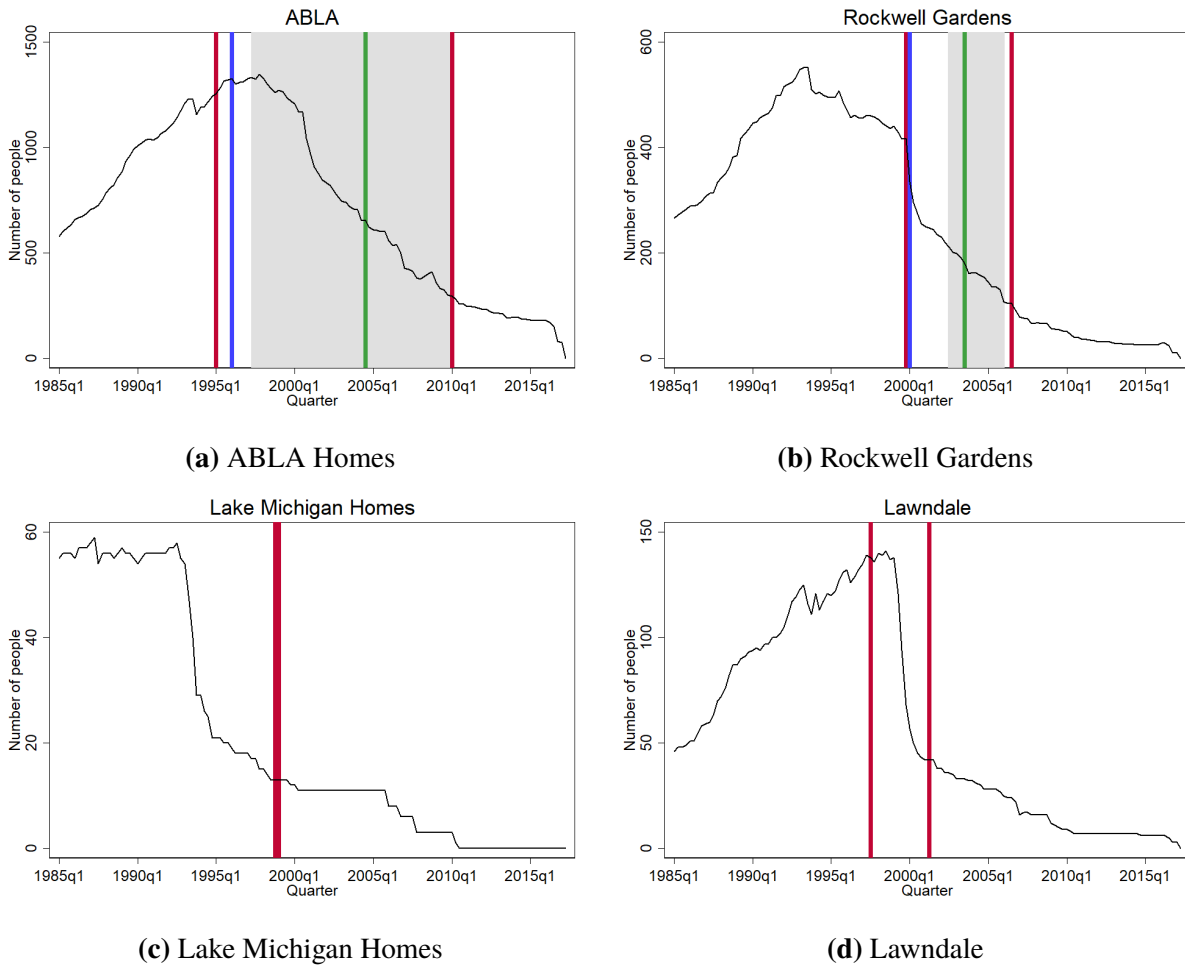 ABLA
Number of people
0 500 1000 1500
1985q1 1990q1 1995q1 2000q1 2005q1 2010q1 2015q1
Quarter
(a) ABLA Homes
Rockwell Gardens
Number of people
0 200 400 600
1985q1 1990q1 1995q1 2000q1 2005q1 2010q1 2015q1
Quarter
(b) Rockwell Gardens
Lake Michigan Homes
Number of people
0 20 40 60
1985q1 1990q1 1995q1 2000q1 2005q1 2010q1 2015q1
Quarter
(c) Lake Michigan Homes
Lawndale
Number of people
0 50 100 150
1985q1 1990q1 1995q1 2000q1 2005q1 2010q1 2015q1
Quarter
(d) Lawndale